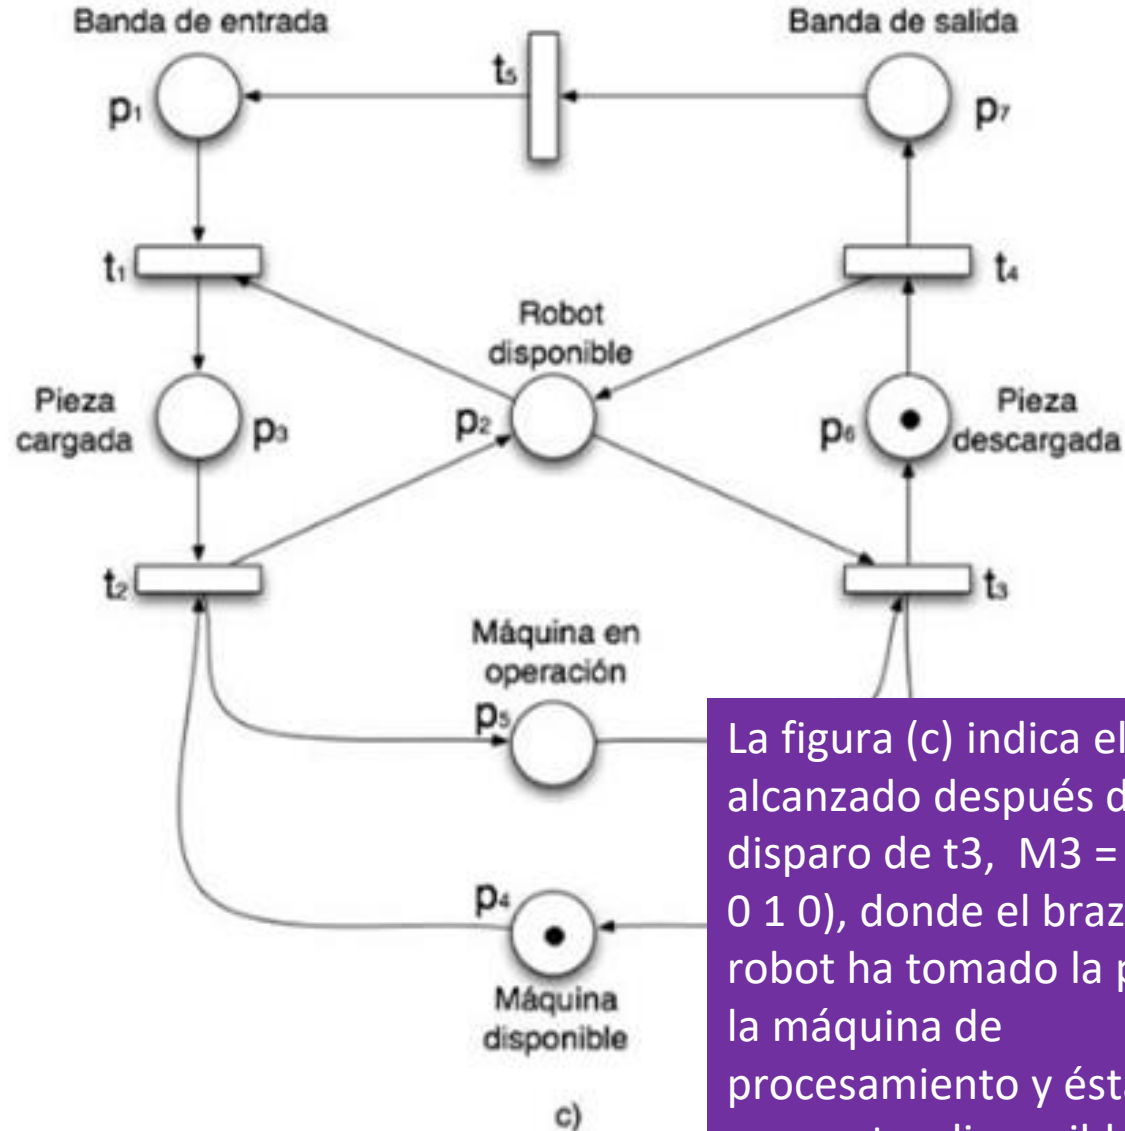 Banda de entrada
Banda de salida
t₅
p₁
p₇
t₁
t₄
Robot
disponible
Pieza
cargada
p₃
p₂
p₆
Pieza
descargada
t₂
t₃
Máquina en
operación
p₅
p₄
Máquina
disponible
c)
La figura (c) indica el
alcanzado después d
disparo de t3, M3 =
0 1 0), donde el braz
robot ha tomado la p
la máquina de
procesamiento y ést